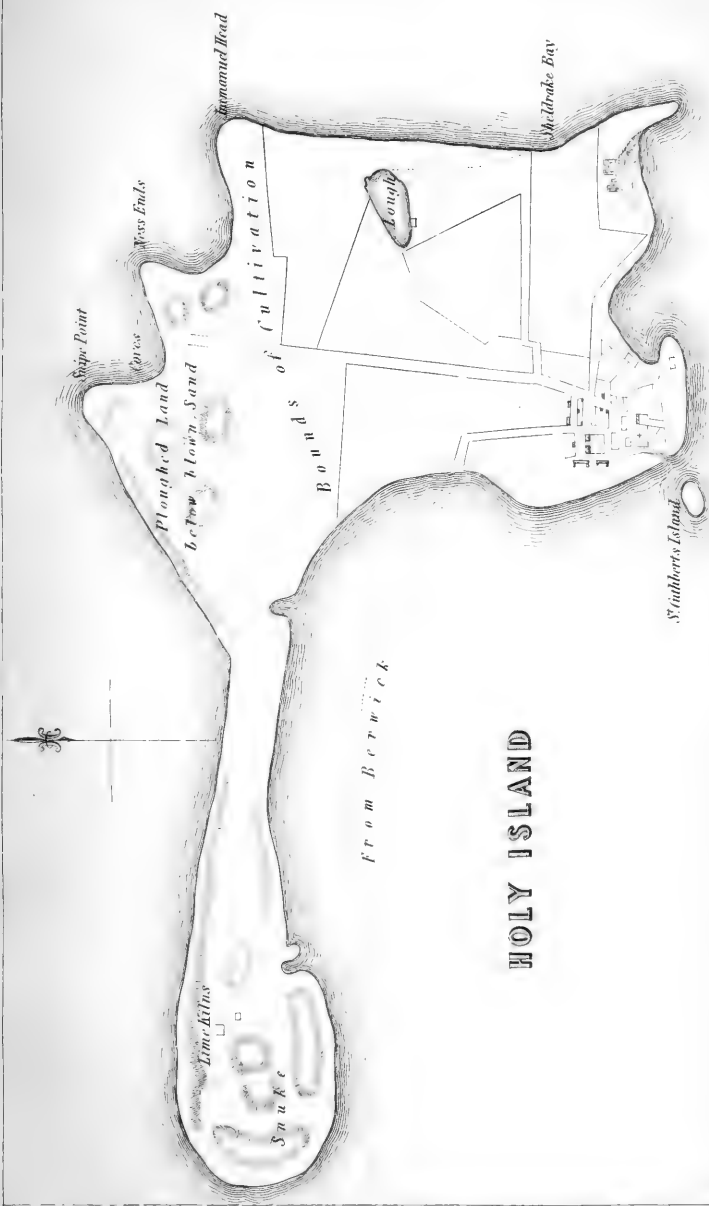 Snipe Point
Coves
Ness Ends
Emmanuel Head
Ploughed Land
below blown Sand
Bounds of Cultivation
Lough
Sheldrake Bay
Lime Kilns
Snuke
From Berwick
HOLY ISLAND
St Cuthberts Island